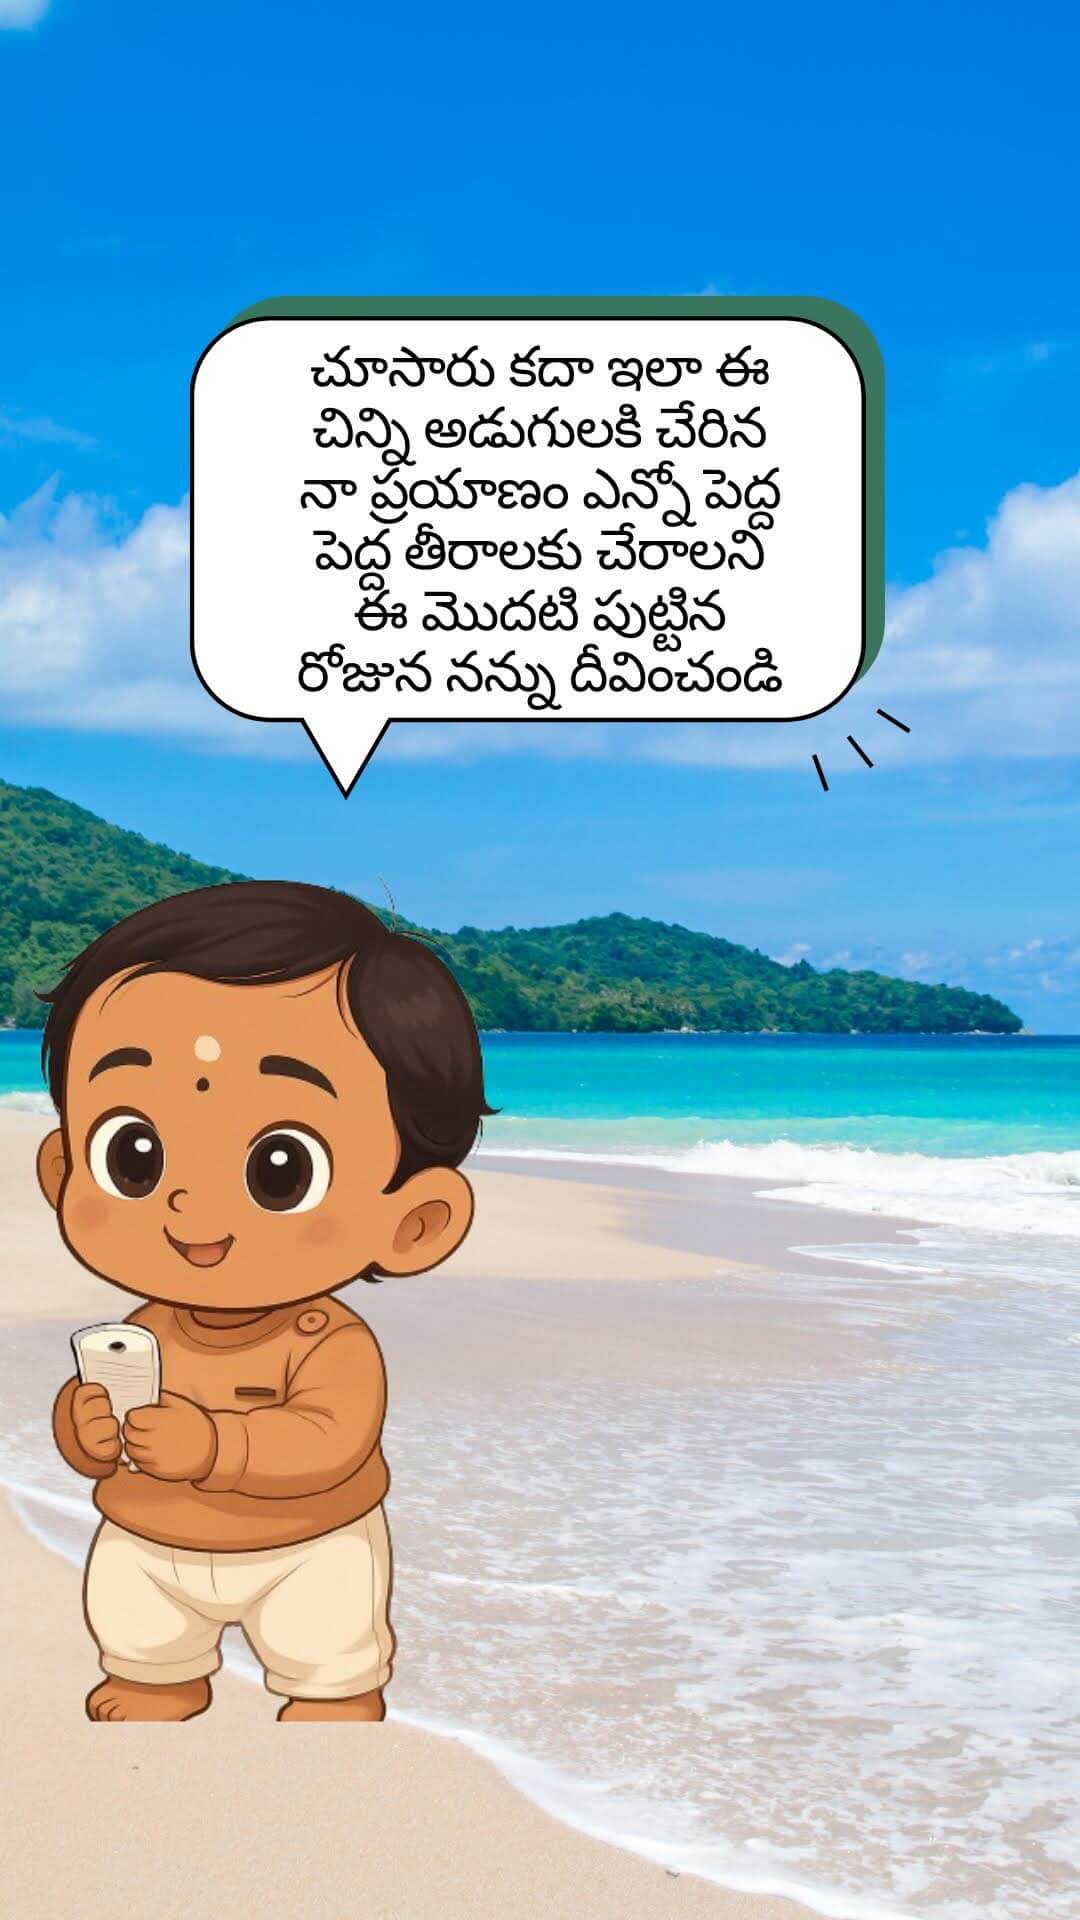 చూసారు కదా ఇలా ఈ
చిన్ని అడుగులకి చేరిన
నా ప్రయాణం ఎన్నో పెద్ద
పెద్ద తీరాలకు చేరాలని
ఈ మొదటి పుట్టిన
రోజున నన్ను దీవించండి